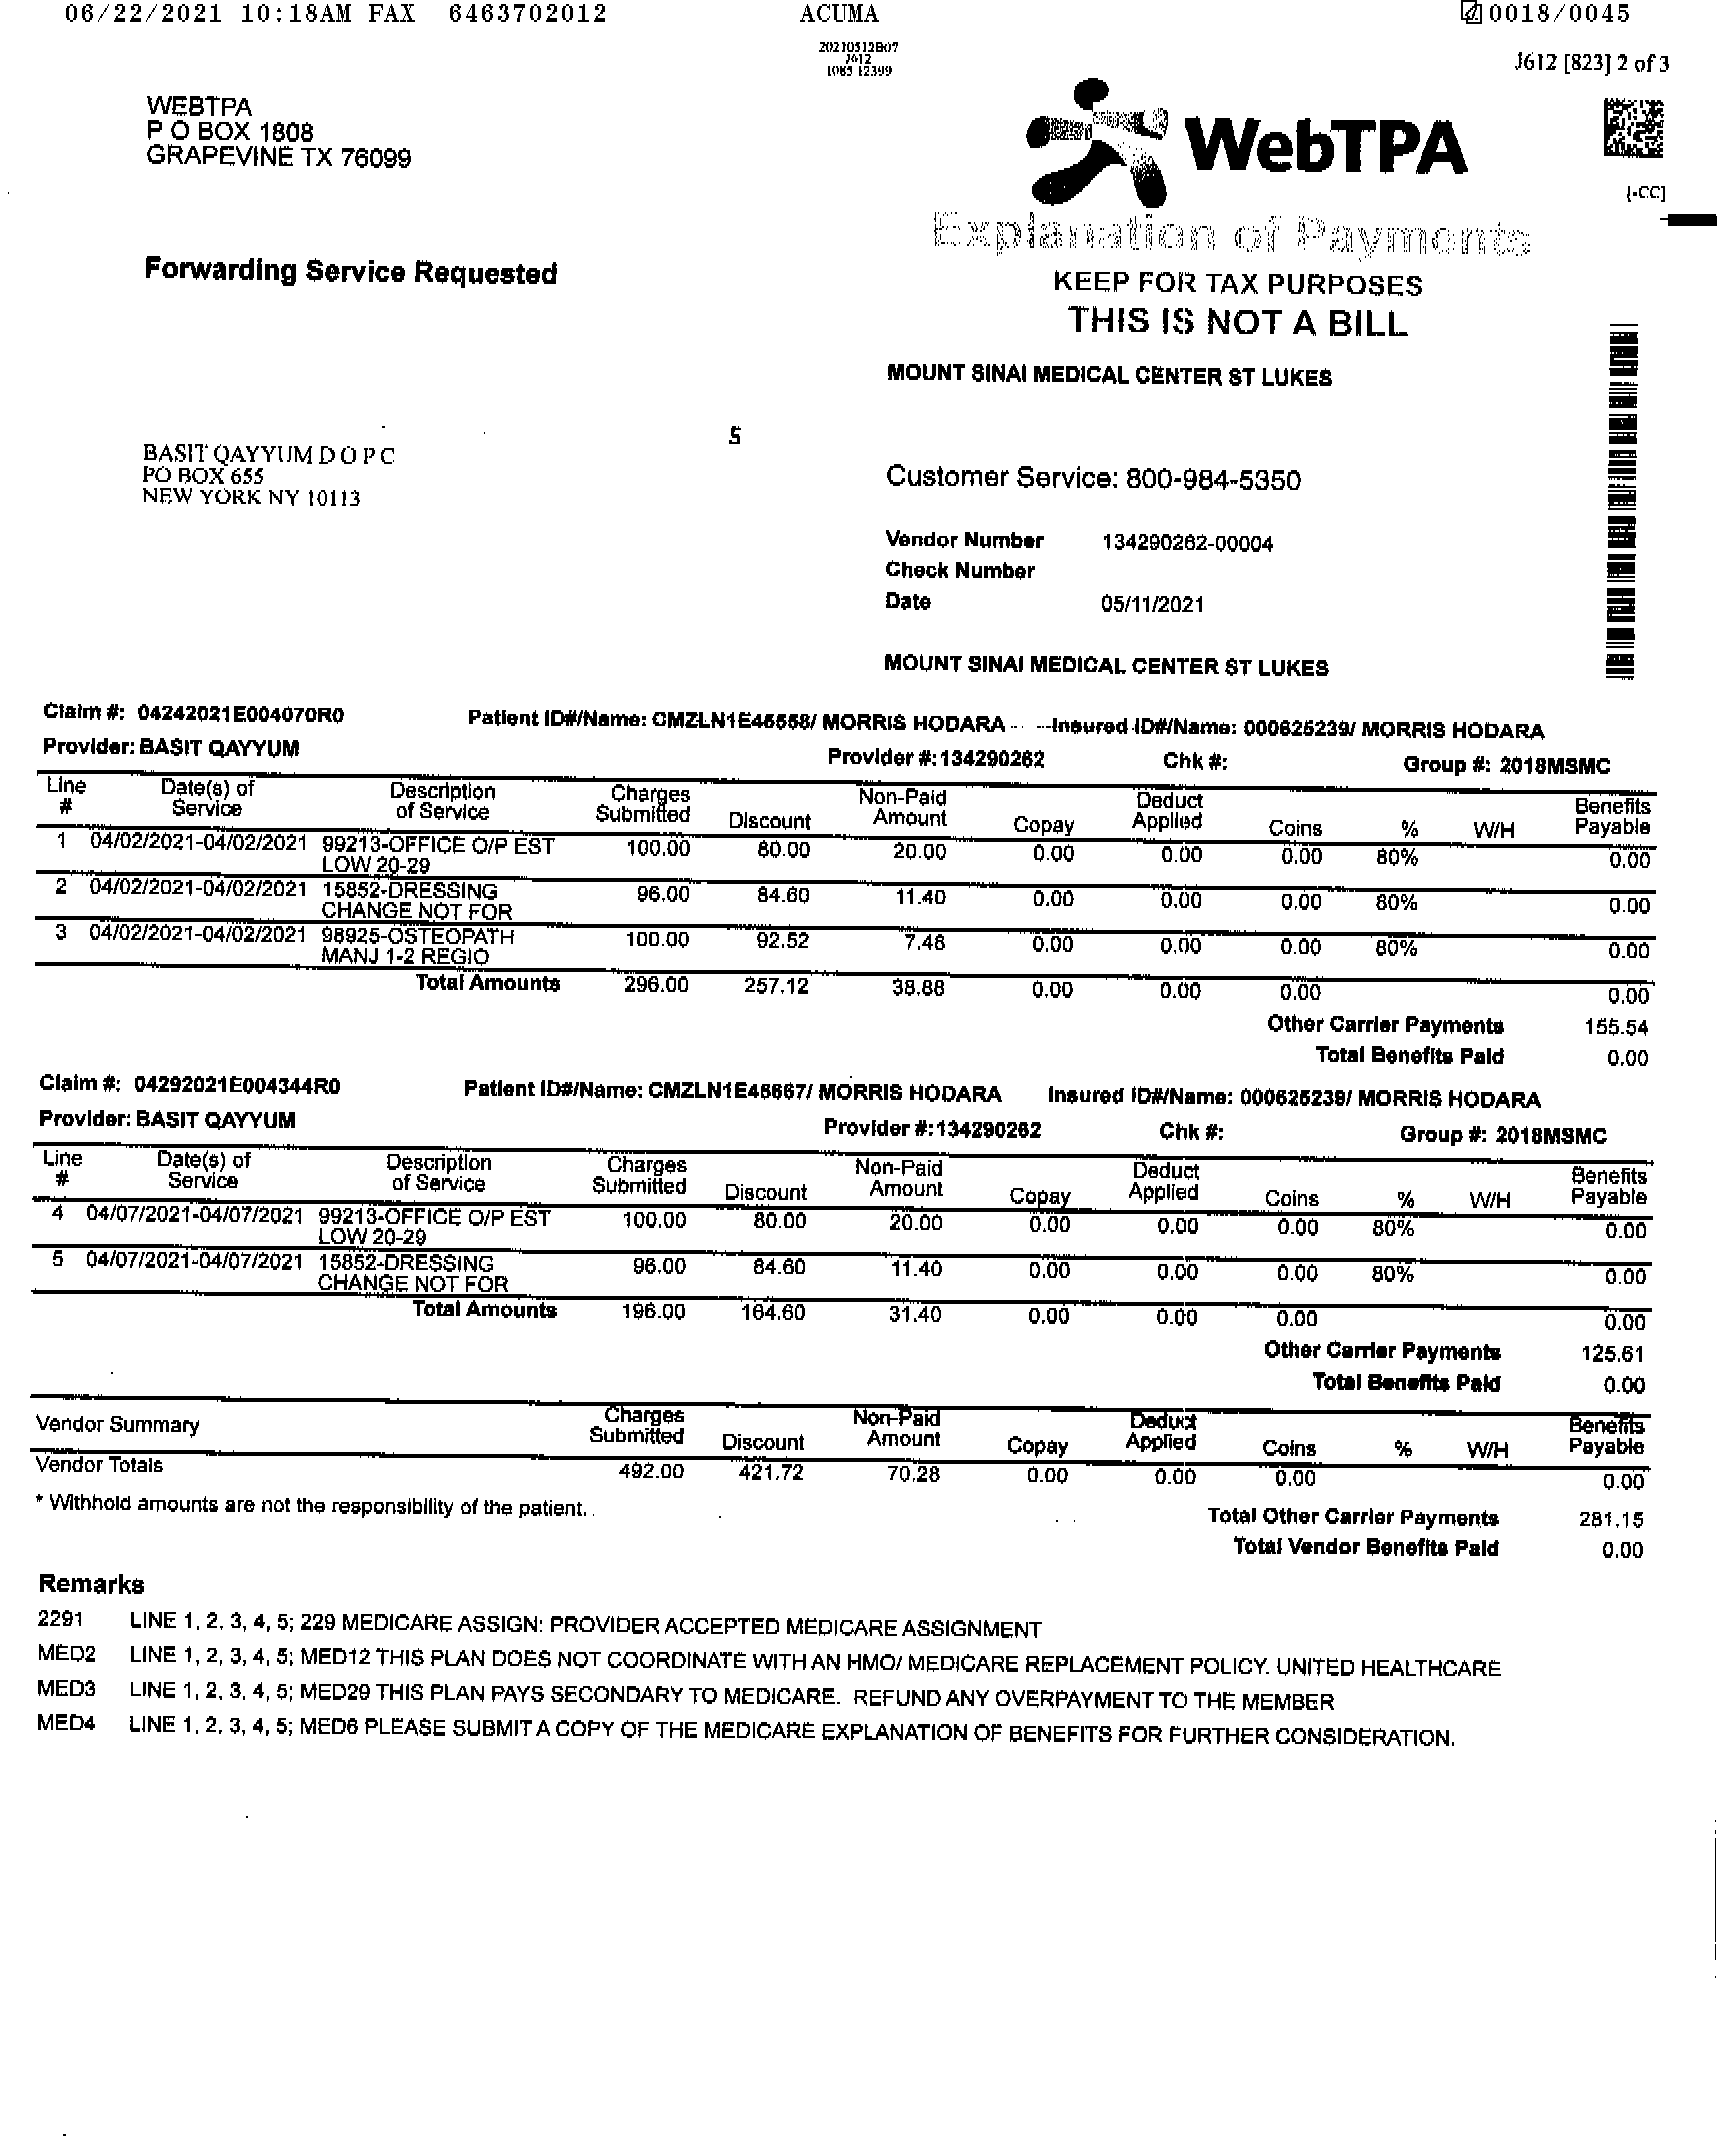 06/22/2021 10:18AM FAX 6463702012 ACUMA 0018/0045
20210512B07
J612
1085 12399
J612 [823] 2 of 3
WEBTPA
P O BOX 1808
GRAPEVINE TX 76099
WebTPA
[-CC]
Explanation of Payments
Forwarding Service Requested
KEEP FOR TAX PURPOSES
THIS IS NOT A BILL
MOUNT SINAI MEDICAL CENTER ST LUKES
5
BASIT QAYYUM D O P C
PO BOX 655
NEW YORK NY 10113
Customer Service: 800-984-5350
Vendor Number 134290262-00004
Check Number
Date 05/11/2021
MOUNT SINAI MEDICAL CENTER ST LUKES
Claim #: 04242021E004070R0 Patient ID#/Name: CMZLN1E46558/ MORRIS HODARA Insured ID#/Name: 000625239/ MORRIS HODARA
Provider: BASIT QAYYUM Provider #: 134290262 Chk #: Group #: 2018MSMC
Line # Date(s) of Service Description of Service Charges Submitted Discount Non-Paid Amount Copay Deduct Applied Coins % W/H Benefits Payable
1 04/02/2021-04/02/2021 99213-OFFICE O/P EST 100.00 80.00 20.00 0.00 0.00 0.00 80% 0.00
LOW 20-29
2 04/02/2021-04/02/2021 15852-DRESSING 96.00 84.60 11.40 0.00 0.00 0.00 80% 0.00
CHANGE NOT FOR
3 04/02/2021-04/02/2021 98925-OSTEOPATH 100.00 92.52 7.48 0.00 0.00 0.00 80% 0.00
MANJ 1-2 REGIO
Total Amounts 296.00 257.12 38.88 0.00 0.00 0.00 0.00
Other Carrier Payments 155.54
Total Benefits Paid 0.00
Claim #: 04292021E004344R0 Patient ID#/Name: CMZLN1E46667/ MORRIS HODARA Insured ID#/Name: 000625239/ MORRIS HODARA
Provider: BASIT QAYYUM Provider #: 134290262 Chk #: Group #: 2018MSMC
Line # Date(s) of Service Description of Service Charges Submitted Discount Non-Paid Amount Copay Deduct Applied Coins % W/H Benefits Payable
4 04/07/2021-04/07/2021 99213-OFFICE O/P EST 100.00 80.00 20.00 0.00 0.00 0.00 80% 0.00
LOW 20-29
5 04/07/2021-04/07/2021 15852-DRESSING 96.00 84.60 11.40 0.00 0.00 0.00 80% 0.00
CHANGE NOT FOR
Total Amounts 196.00 164.60 31.40 0.00 0.00 0.00 0.00
Other Carrier Payments 125.61
Total Benefits Paid 0.00
Vendor Summary Charges Submitted Discount Non-Paid Amount Copay Deduct Applied Coins % W/H Benefits Payable
Vendor Totals 492.00 421.72 70.28 0.00 0.00 0.00 0.00
* Withhold amounts are not the responsibility of the patient.
Total Other Carrier Payments 281.15
Total Vendor Benefits Paid 0.00
Remarks
2291 LINE 1, 2, 3, 4, 5; 229 MEDICARE ASSIGN: PROVIDER ACCEPTED MEDICARE ASSIGNMENT
MED2 LINE 1, 2, 3, 4, 5; MED12 THIS PLAN DOES NOT COORDINATE WITH AN HMO/ MEDICARE REPLACEMENT POLICY. UNITED HEALTHCARE
MED3 LINE 1, 2, 3, 4, 5; MED29 THIS PLAN PAYS SECONDARY TO MEDICARE. REFUND ANY OVERPAYMENT TO THE MEMBER
MED4 LINE 1, 2, 3, 4, 5; MED6 PLEASE SUBMIT A COPY OF THE MEDICARE EXPLANATION OF BENEFITS FOR FURTHER CONSIDERATION.